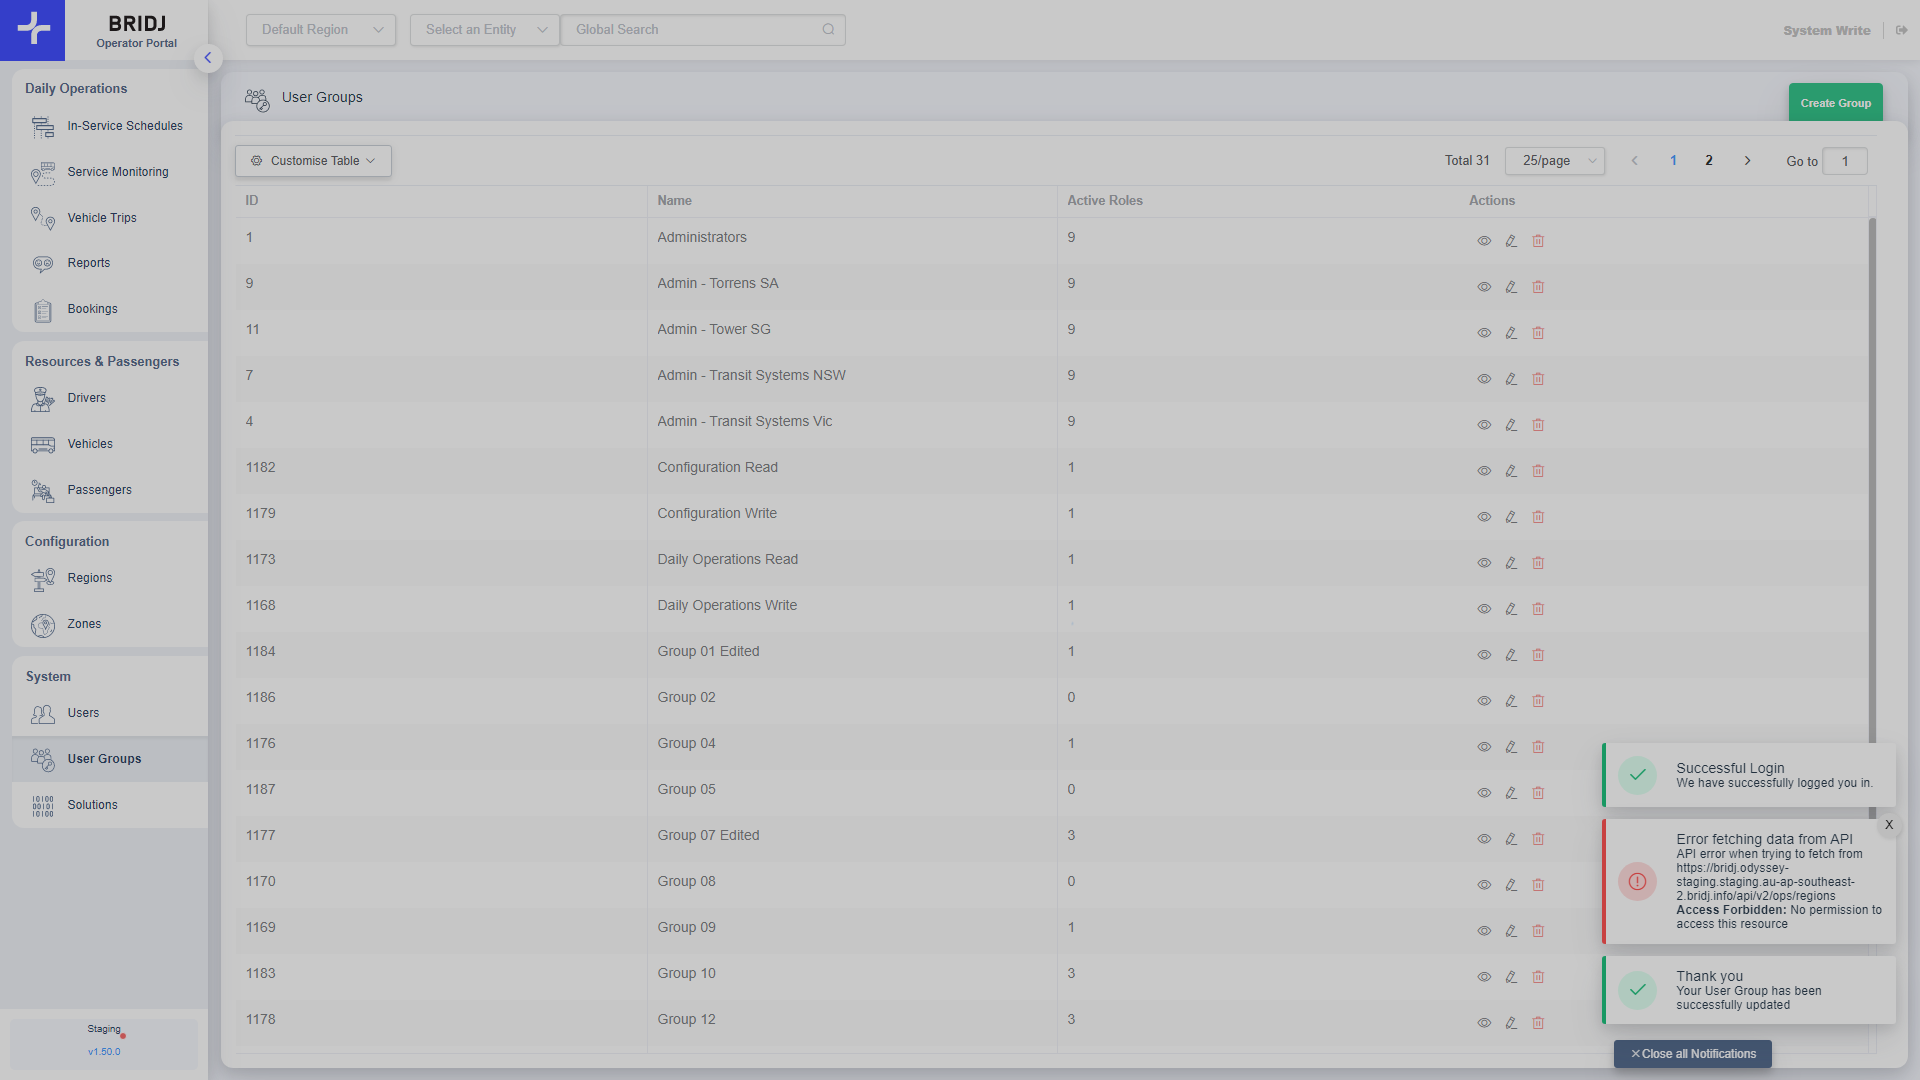 BRIDJ
Operator Portal
Default Region
Select an Entity
Global Search
System Write
Daily Operations
In-Service Schedules
Service Monitoring
Vehicle Trips
Reports
Bookings
Resources & Passengers
Drivers
Vehicles
Passengers
Configuration
Regions
Zones
System
Users
User Groups
Solutions
Staging
v1.50.0
User Groups
Create Group
Customise Table
Total 31
25/page
1
2
Go to
1
ID Name Active Roles Actions
1 Administrators 9
9 Admin - Torrens SA 9
11 Admin - Tower SG 9
7 Admin - Transit Systems NSW 9
4 Admin - Transit Systems Vic 9
1182 Configuration Read 1
1179 Configuration Write 1
1173 Daily Operations Read 1
1168 Daily Operations Write 1
1184 Group 01 Edited 1
1186 Group 02 0
1176 Group 04 1
1187 Group 05 0
1177 Group 07 Edited 3
1170 Group 08 0
1169 Group 09 1
1183 Group 10 3
1178 Group 12 3
Successful Login
We have successfully logged you in.
X
Error fetching data from API
API error when trying to fetch from
https://bridj.odyssey-
staging.staging.au-ap-southeast-
2.bridj.info/api/v2/ops/regions
Access Forbidden: No permission to
access this resource
Thank you
Your User Group has been
successfully updated
Close all Notifications